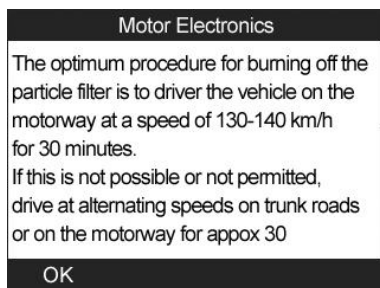 Motor Electronics
The optimum procedure for burning off the
particle filter is to driver the vehicle on the
motorway at a speed of 130-140 km/h
for 30 minutes.
If this is not possible or not permitted,
drive at alternating speeds on trunk roads
or on the motorway for appox 30
OK